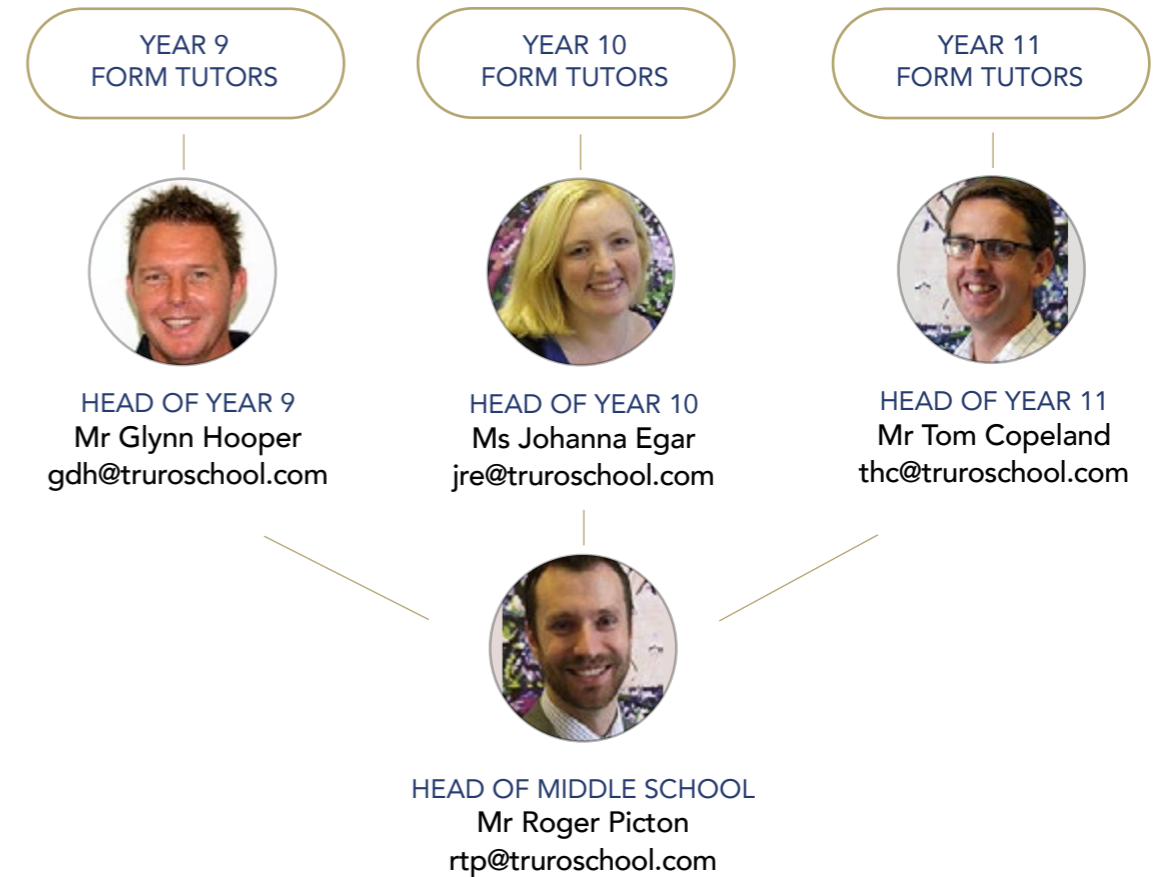 YEAR 9
FORM TUTORS
YEAR 10
FORM TUTORS
YEAR 11
FORM TUTORS
HEAD OF YEAR 9
Mr Glynn Hooper
gdh@truroschool.com
HEAD OF YEAR 10
Ms Johanna Egar
jre@truroschool.com
HEAD OF YEAR 11
Mr Tom Copeland
thc@truroschool.com
HEAD OF MIDDLE SCHOOL
Mr Roger Picton
rtp@truroschool.com